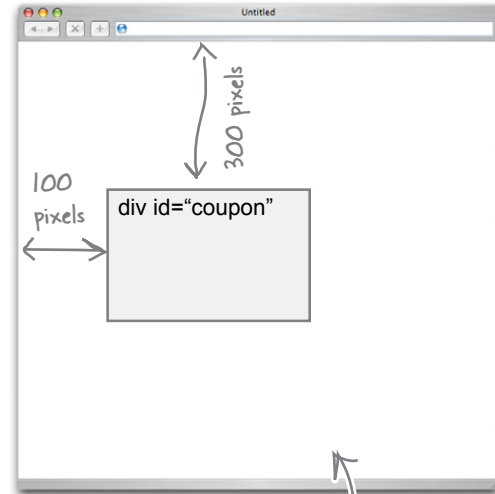 Untitled
300 pixels
100
pixels
div id=“coupon”